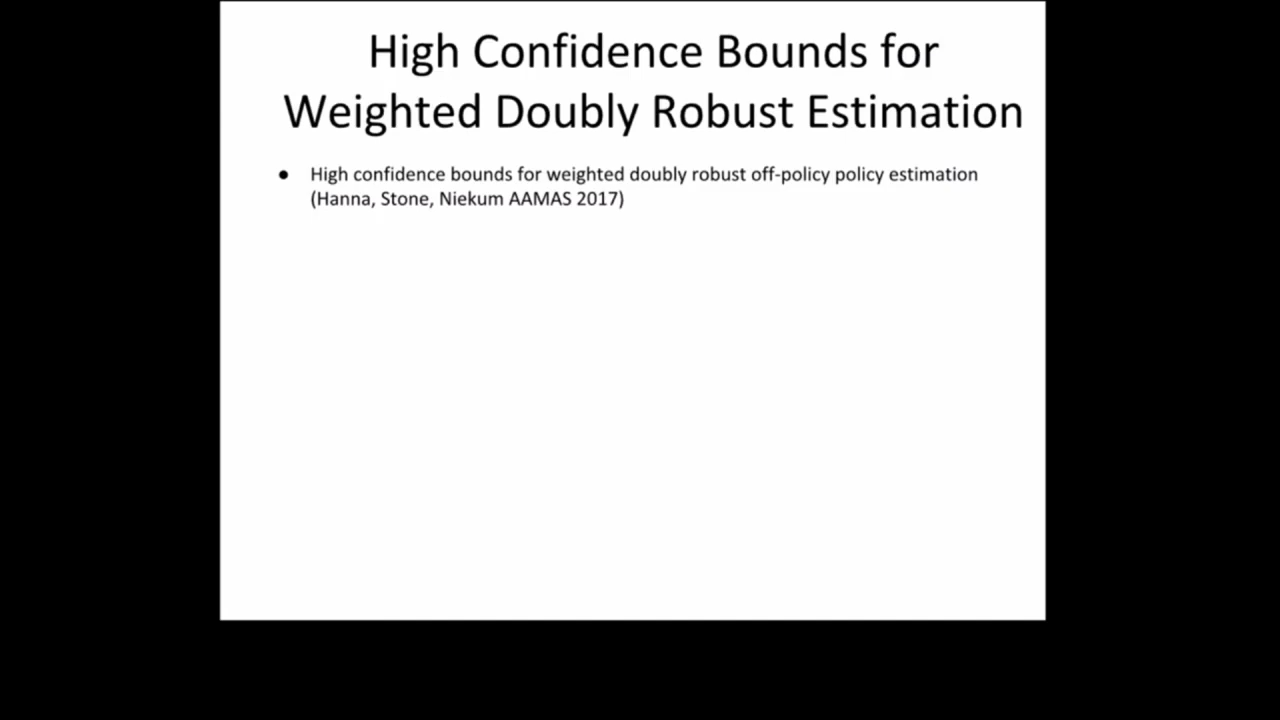 High Confidence Bounds for
Weighted Doubly Robust Estimation
● High confidence bounds for weighted doubly robust off-policy policy estimation
(Hanna, Stone, Niekum AAMAS 2017)